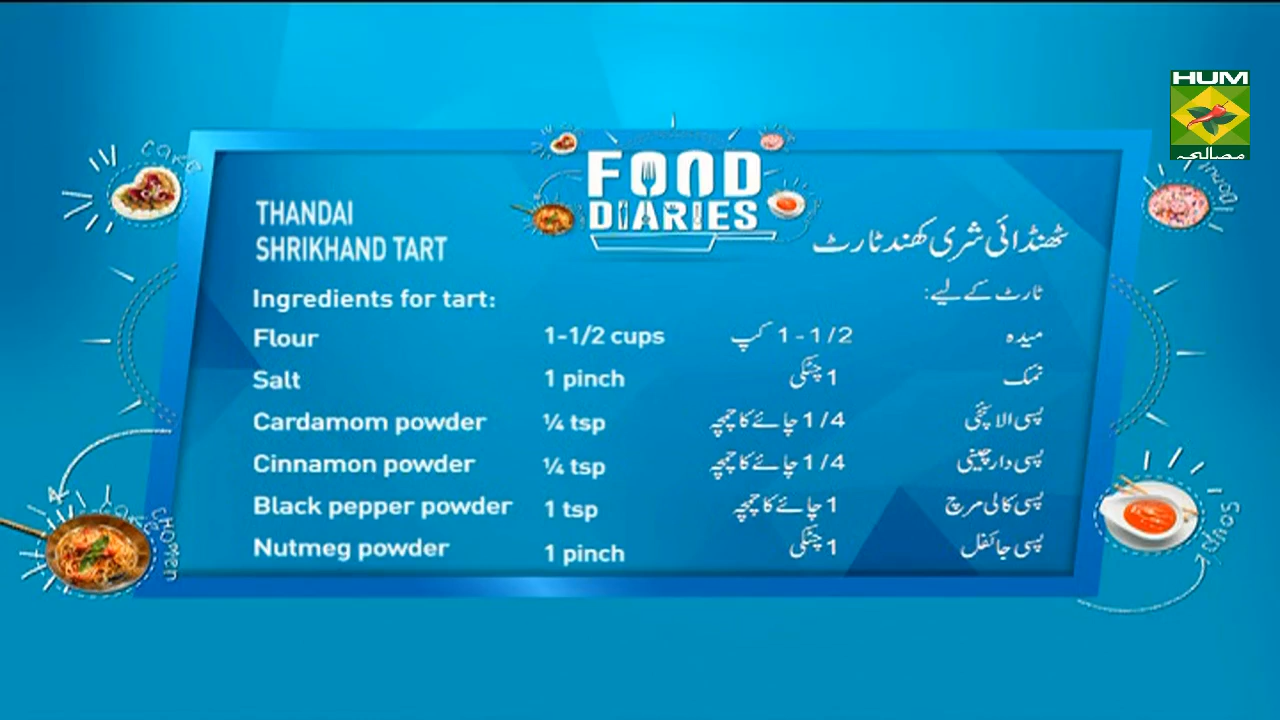 HUM
مصالحہ
FOOD
DIARIES
THANDAI
SHRIKHAND TART
ٹھنڈائی شری کھنڈ ٹارٹ
Ingredients for tart:
ٹارٹ کے لیے:
Flour 1-1/2 cups 1-1/2 کپ میدہ
Salt 1 pinch 1 چٹکی نمک
Cardamom powder ¼ tsp 1/4 چائے کا چمچہ پسی الائچی
Cinnamon powder ¼ tsp 1/4 چائے کا چمچہ پسی دار چینی
Black pepper powder 1 tsp 1 چائے کا چمچہ پسی کالی مرچ
Nutmeg powder 1 pinch 1 چٹکی پسی جائفل
cake
Donut
Chomen
Soup